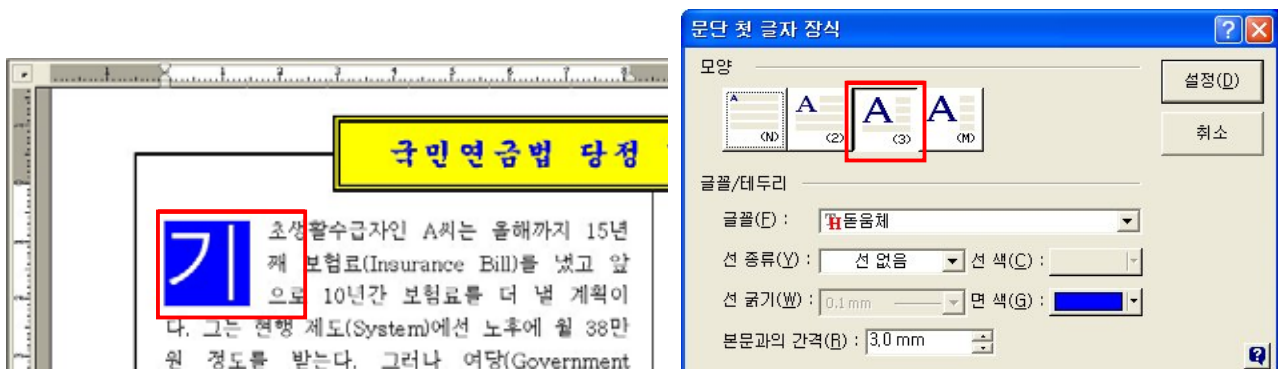 국민연금법 당정
기초생활수급자인 A씨는 올해까지 15년
째 보험료(Insurance Bill)를 냈고 앞
으로 10년간 보험료를 더 낼 계획이
다. 그는 현행 제도(System)에선 노후에 월 38만
원 정도를 받는다. 그러나 여당(Government
문단 첫 글자 장식
모양
설정(D)
A (N) A (2) A (3) A (M)
취소
글꼴/테두리
글꼴(F) : 돋움체
선 종류(Y) : 선 없음 선 색(C) :
선 굵기(W) : 0.1 mm 면 색(G) :
본문과의 간격(R) : 3.0 mm